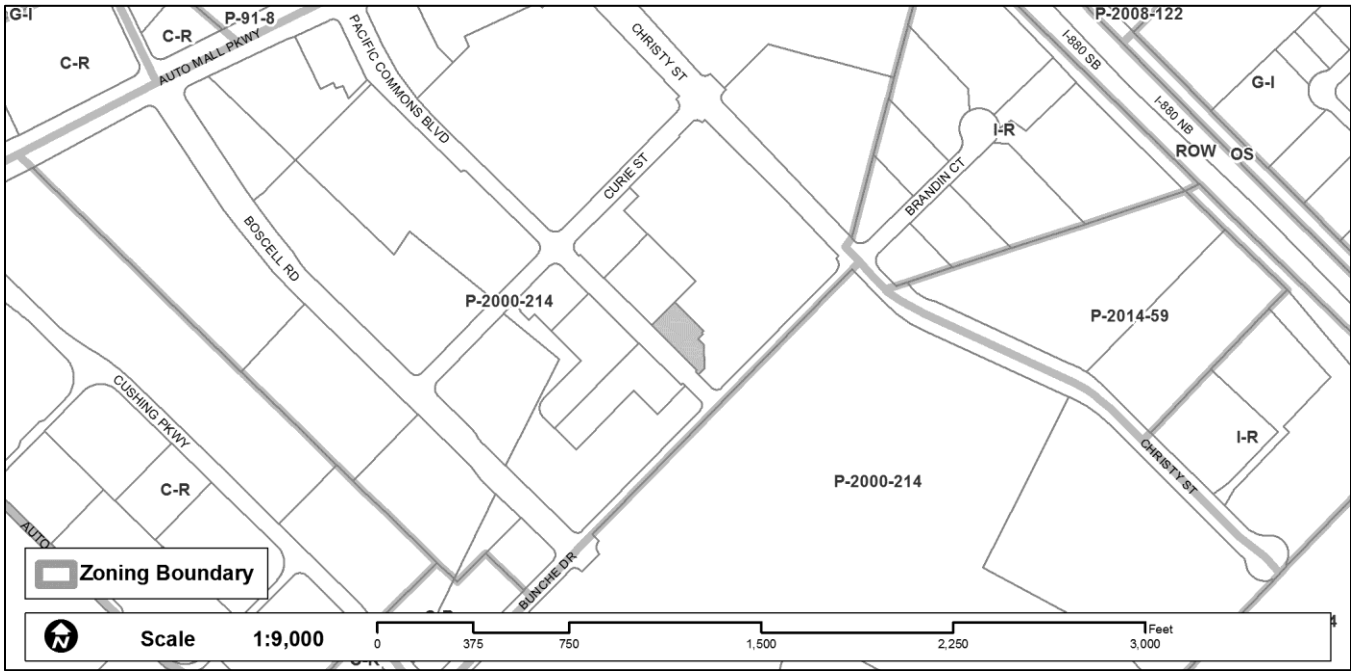 G-I
P-91-8
C-R
C-R
AUTO MALL PKWY
PACIFIC COMMONS BLVD
CHRISTY ST
P-2008-122
I-880 SB
I-880 NB
G-I
ROW
OS
I-R
BRANDIN CT
CURIE ST
BOSCELL RD
P-2000-214
P-2014-59
CUSHING PKWY
C-R
P-2000-214
I-R
CHRISTY ST
AUTO
BUNCHE DR
Zoning Boundary
C-R
N
Scale
1:9,000
0
375
750
1,500
2,250
3,000
Feet
4
C-R